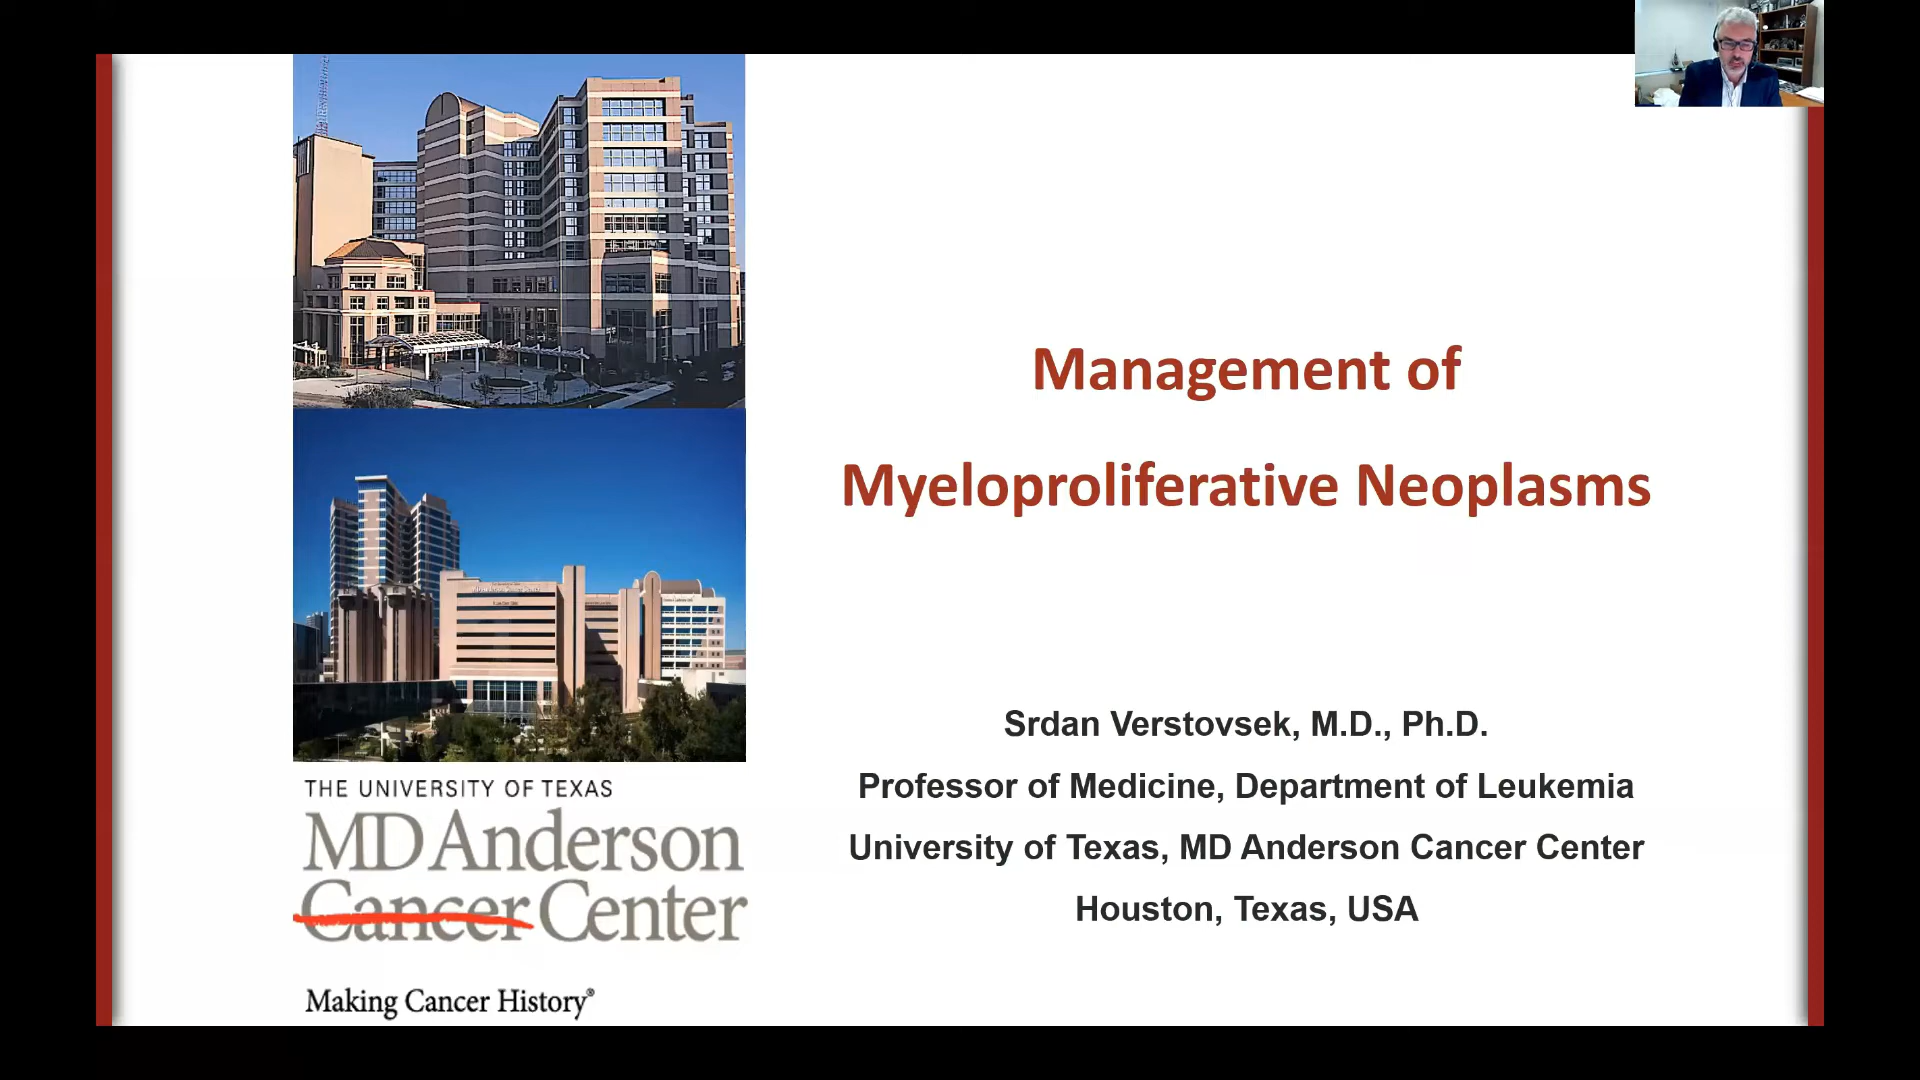 Management of
Myeloproliferative Neoplasms
Srdan Verstovsek, M.D., Ph.D.
Professor of Medicine, Department of Leukemia
University of Texas, MD Anderson Cancer Center
Houston, Texas, USA
THE UNIVERSITY OF TEXAS
MD Anderson
Cancer Center
Making Cancer History®